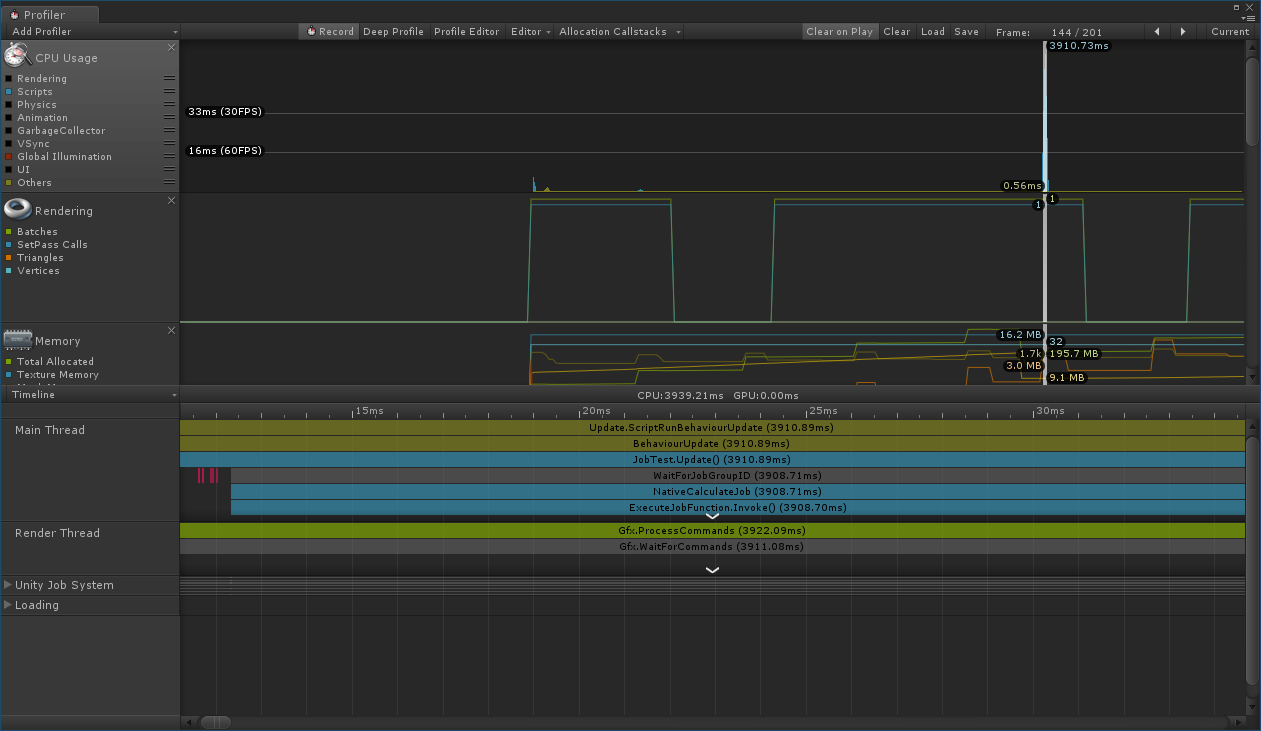 Profiler
Add Profiler Record Deep Profile Profile Editor Editor Allocation Callstacks Clear on Play Clear Load Save Frame: 144 / 201 Current
CPU Usage
Rendering
Scripts
Physics
Animation
GarbageCollector
VSync
Global Illumination
UI
Others
3910.73ms
33ms (30FPS)
16ms (60FPS)
0.56ms
Rendering
Batches
SetPass Calls
Triangles
Vertices
1
1
Memory
Total Allocated
Texture Memory
16.2 MB
32
1.7k
195.7 MB
3.0 MB
9.1 MB
Timeline CPU:3939.21ms GPU:0.00ms
15ms 20ms 25ms 30ms
Main Thread
Update.ScriptRunBehaviourUpdate (3910.89ms)
BehaviourUpdate (3910.89ms)
JobTest.Update() (3910.89ms)
WaitForJobGroupID (3908.71ms)
NativeCalculateJob (3908.71ms)
ExecuteJobFunction.Invoke() (3908.70ms)
Render Thread
Gfx.ProcessCommands (3922.09ms)
Gfx.WaitForCommands (3911.08ms)
Unity Job System
Loading